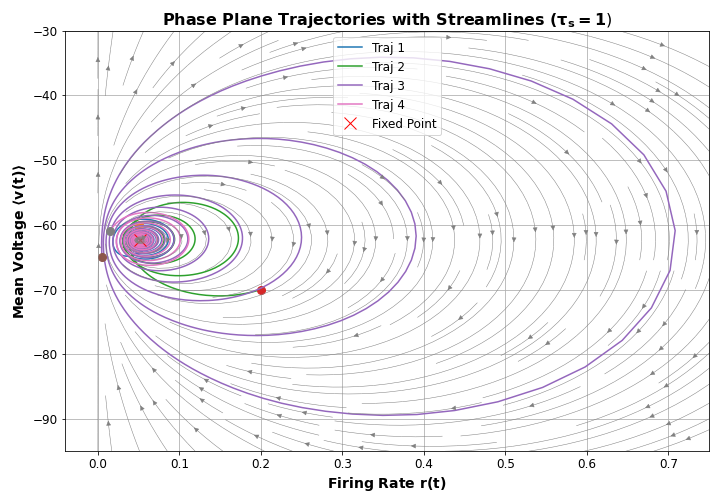 Phase Plane Trajectories with Streamlines (τₛ = 1)
Traj 1
Traj 2
Traj 3
Traj 4
Fixed Point
Mean Voltage ⟨v(t)⟩
−30
−40
−50
−60
−70
−80
−90
0.0 0.1 0.2 0.3 0.4 0.5 0.6 0.7
Firing Rate r(t)